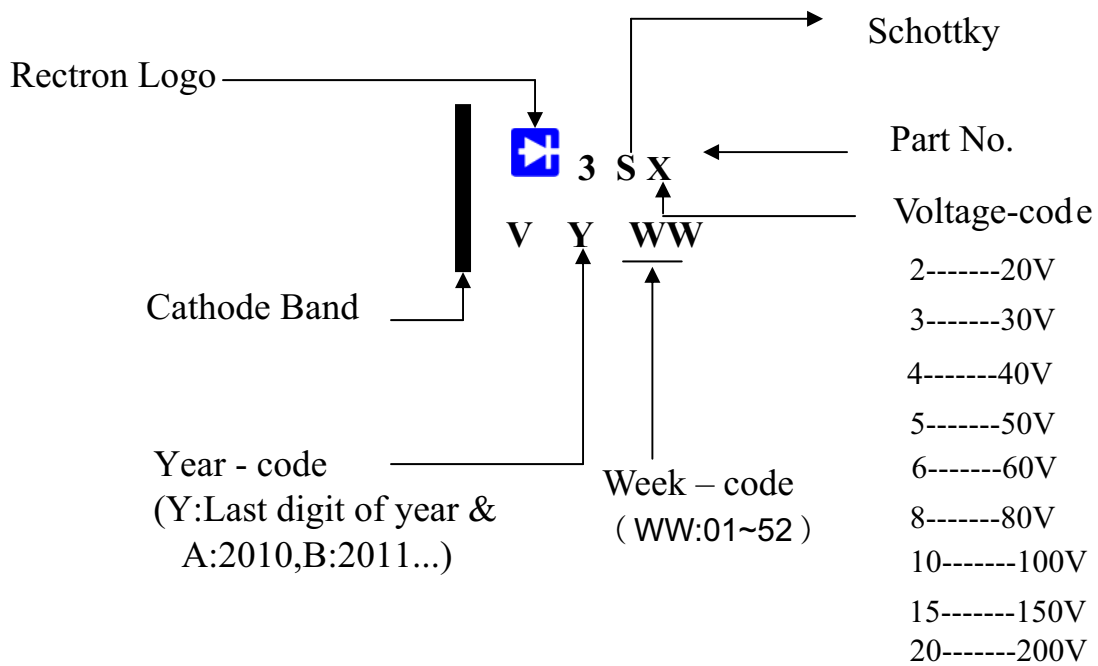 Schottky
Rectron Logo
3 S X
Part No.
V Y WW
Voltage-code
2-------20V
Cathode Band
3-------30V
4-------40V
5-------50V
Year - code
6-------60V
Week – code
(Y:Last digit of year &
8-------80V
（WW:01~52）
A:2010,B:2011...)
10-------100V
15-------150V
20-------200V